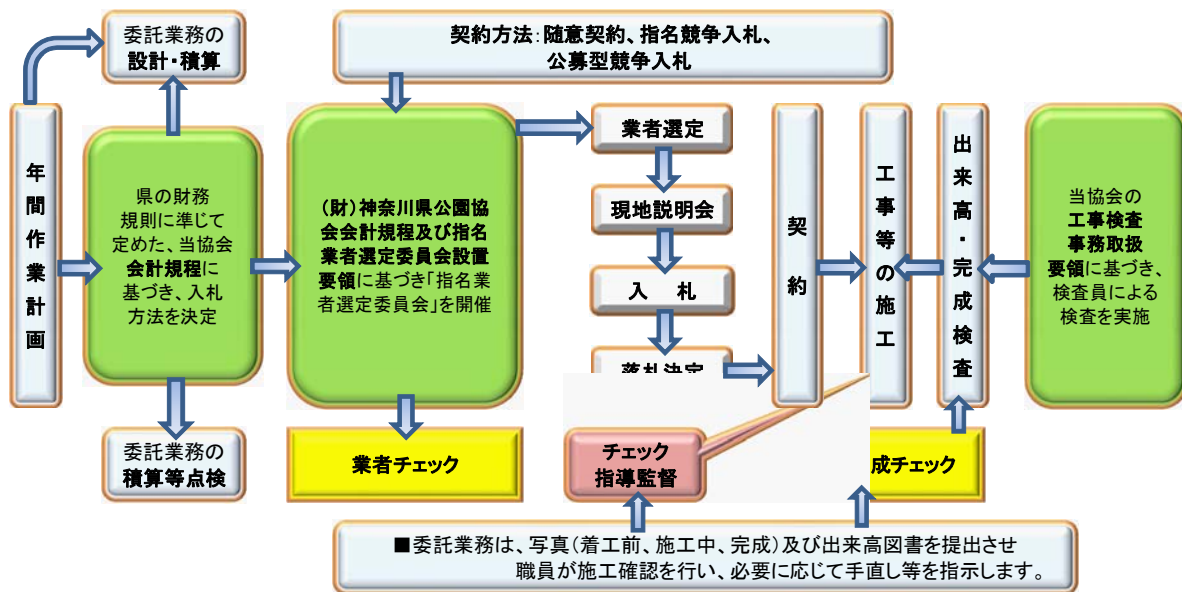 委託業務の
設計・積算
契約方法:随意契約、指名競争入札、
公募型競争入札
年間作業計画
県の財務
規則に準じて
定めた、当協会
会計規程に
基づき、入札
方法を決定
(財)神奈川県公園協
会会計規程及び指名
業者選定委員会設置
要領に基づき「指名業
者選定委員会」を開催
業者選定
現地説明会
入 札
落札決定
契約
工事等の施工
出来高・完成検査
当協会の
工事検査
事務取扱
要領に基づき、
検査員による
検査を実施
委託業務の
積算等点検
業者チェック
チェック
指導監督
成チェック
■委託業務は、写真(着工前、施工中、完成)及び出来高図書を提出させ
職員が施工確認を行い、必要に応じて手直し等を指示します。